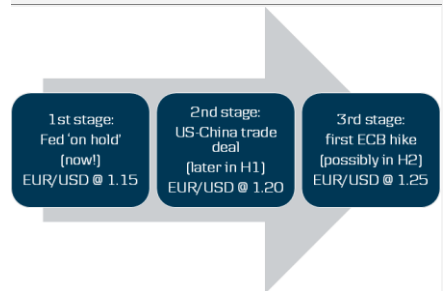 1st stage:
Fed 'on hold'
(now!)
EUR/USD @ 1.15
2nd stage:
US-China trade
deal
(later in H1)
EUR/USD @ 1.20
3rd stage:
first ECB hike
(possibly in H2)
EUR/USD @ 1.25